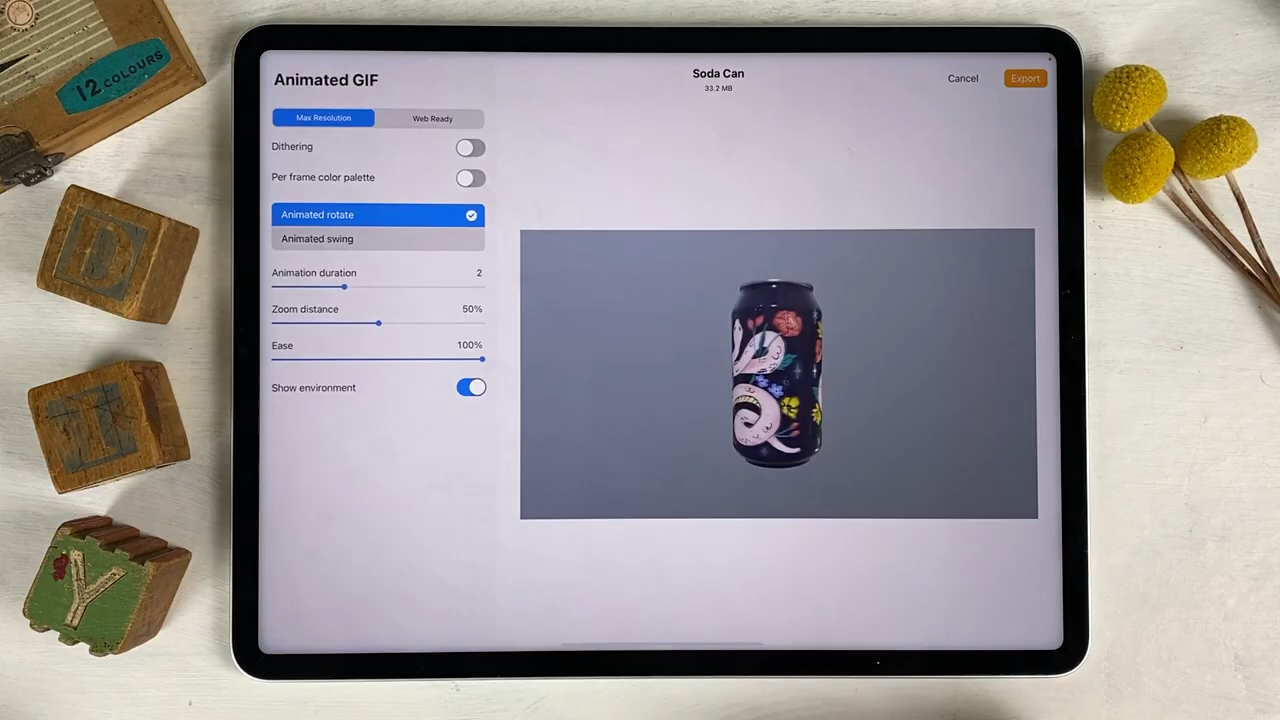 12 COLOURS
D
I
Y
Animated GIF
Soda Can
33.2 MB
Cancel
Export
Max Resolution
Web Ready
Dithering
Per frame color palette
Animated rotate
Animated swing
Animation duration
2
Zoom distance
50%
Ease
100%
Show environment